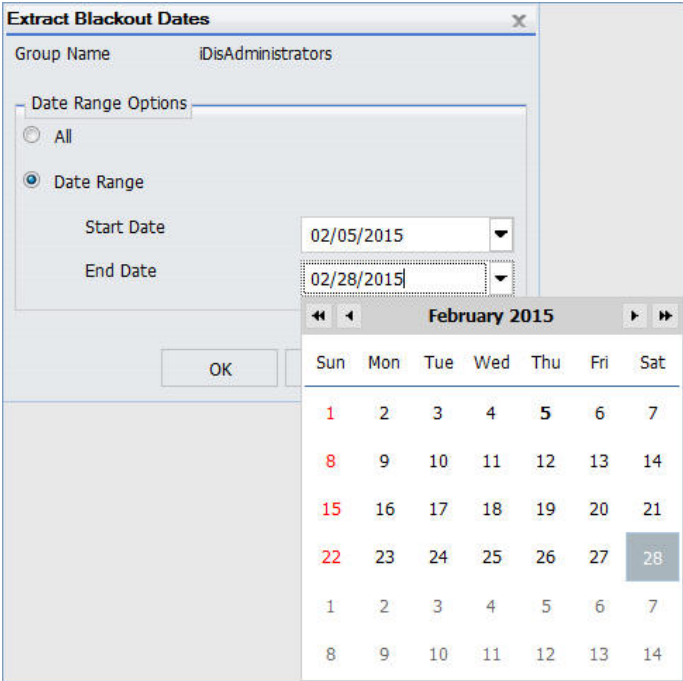 Extract Blackout Dates
Group Name iDisAdministrators
Date Range Options
All
Date Range
Start Date 02/05/2015
End Date 02/28/2015
February 2015
OK
Sun Mon Tue Wed Thu Fri Sat
1 2 3 4 5 6 7
8 9 10 11 12 13 14
15 16 17 18 19 20 21
22 23 24 25 26 27 28
1 2 3 4 5 6 7
8 9 10 11 12 13 14